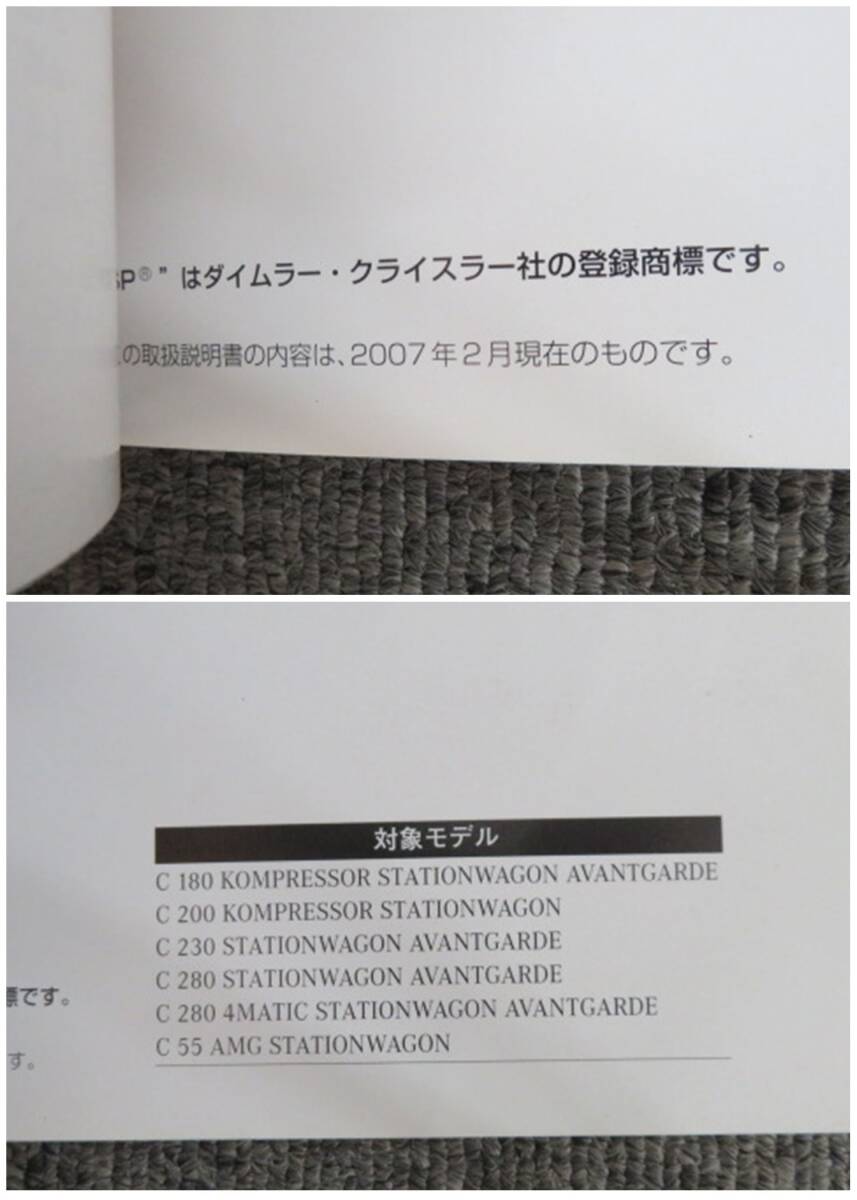 SP®”はダイムラー・クライスラー社の登録商標です。
の取扱説明書の内容は、2007年2月現在のものです。
対象モデル
C 180 KOMPRESSOR STATIONWAGON AVANTGARDE
C 200 KOMPRESSOR STATIONWAGON
C 230 STATIONWAGON AVANTGARDE
C 280 STATIONWAGON AVANTGARDE
C 280 4MATIC STATIONWAGON AVANTGARDE
C 55 AMG STATIONWAGON
標です。
す。